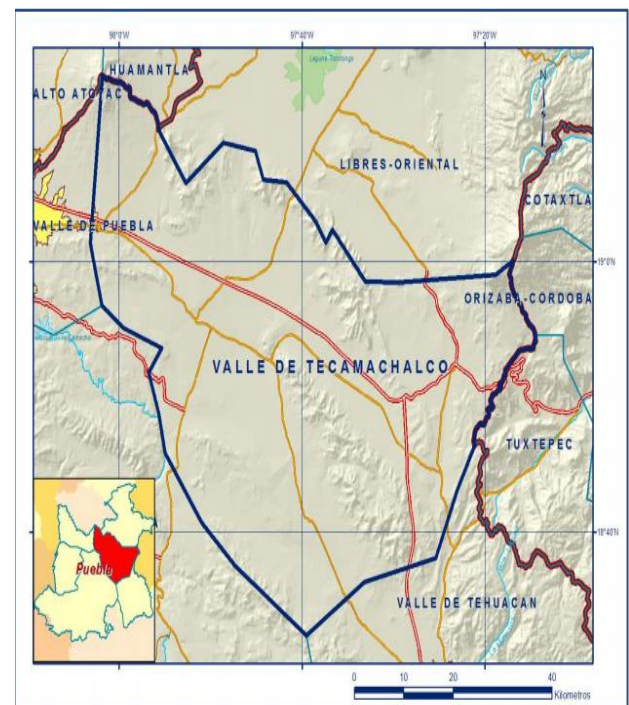 98°0'W
97°40'W
97°20'W
HUAMANTLA
ALTO ATOYAC
N
S
LIBRES-ORIENTAL
COTAXTLA
VALLE DE PUEBLA
19°0'N
ORIZABA-CORDOBA
VALLE DE TECAMACHALCO
TUXTEPEC
18°40'N
Puebla
VALLE DE TEHUACAN
0 10 20 40
Kilometros